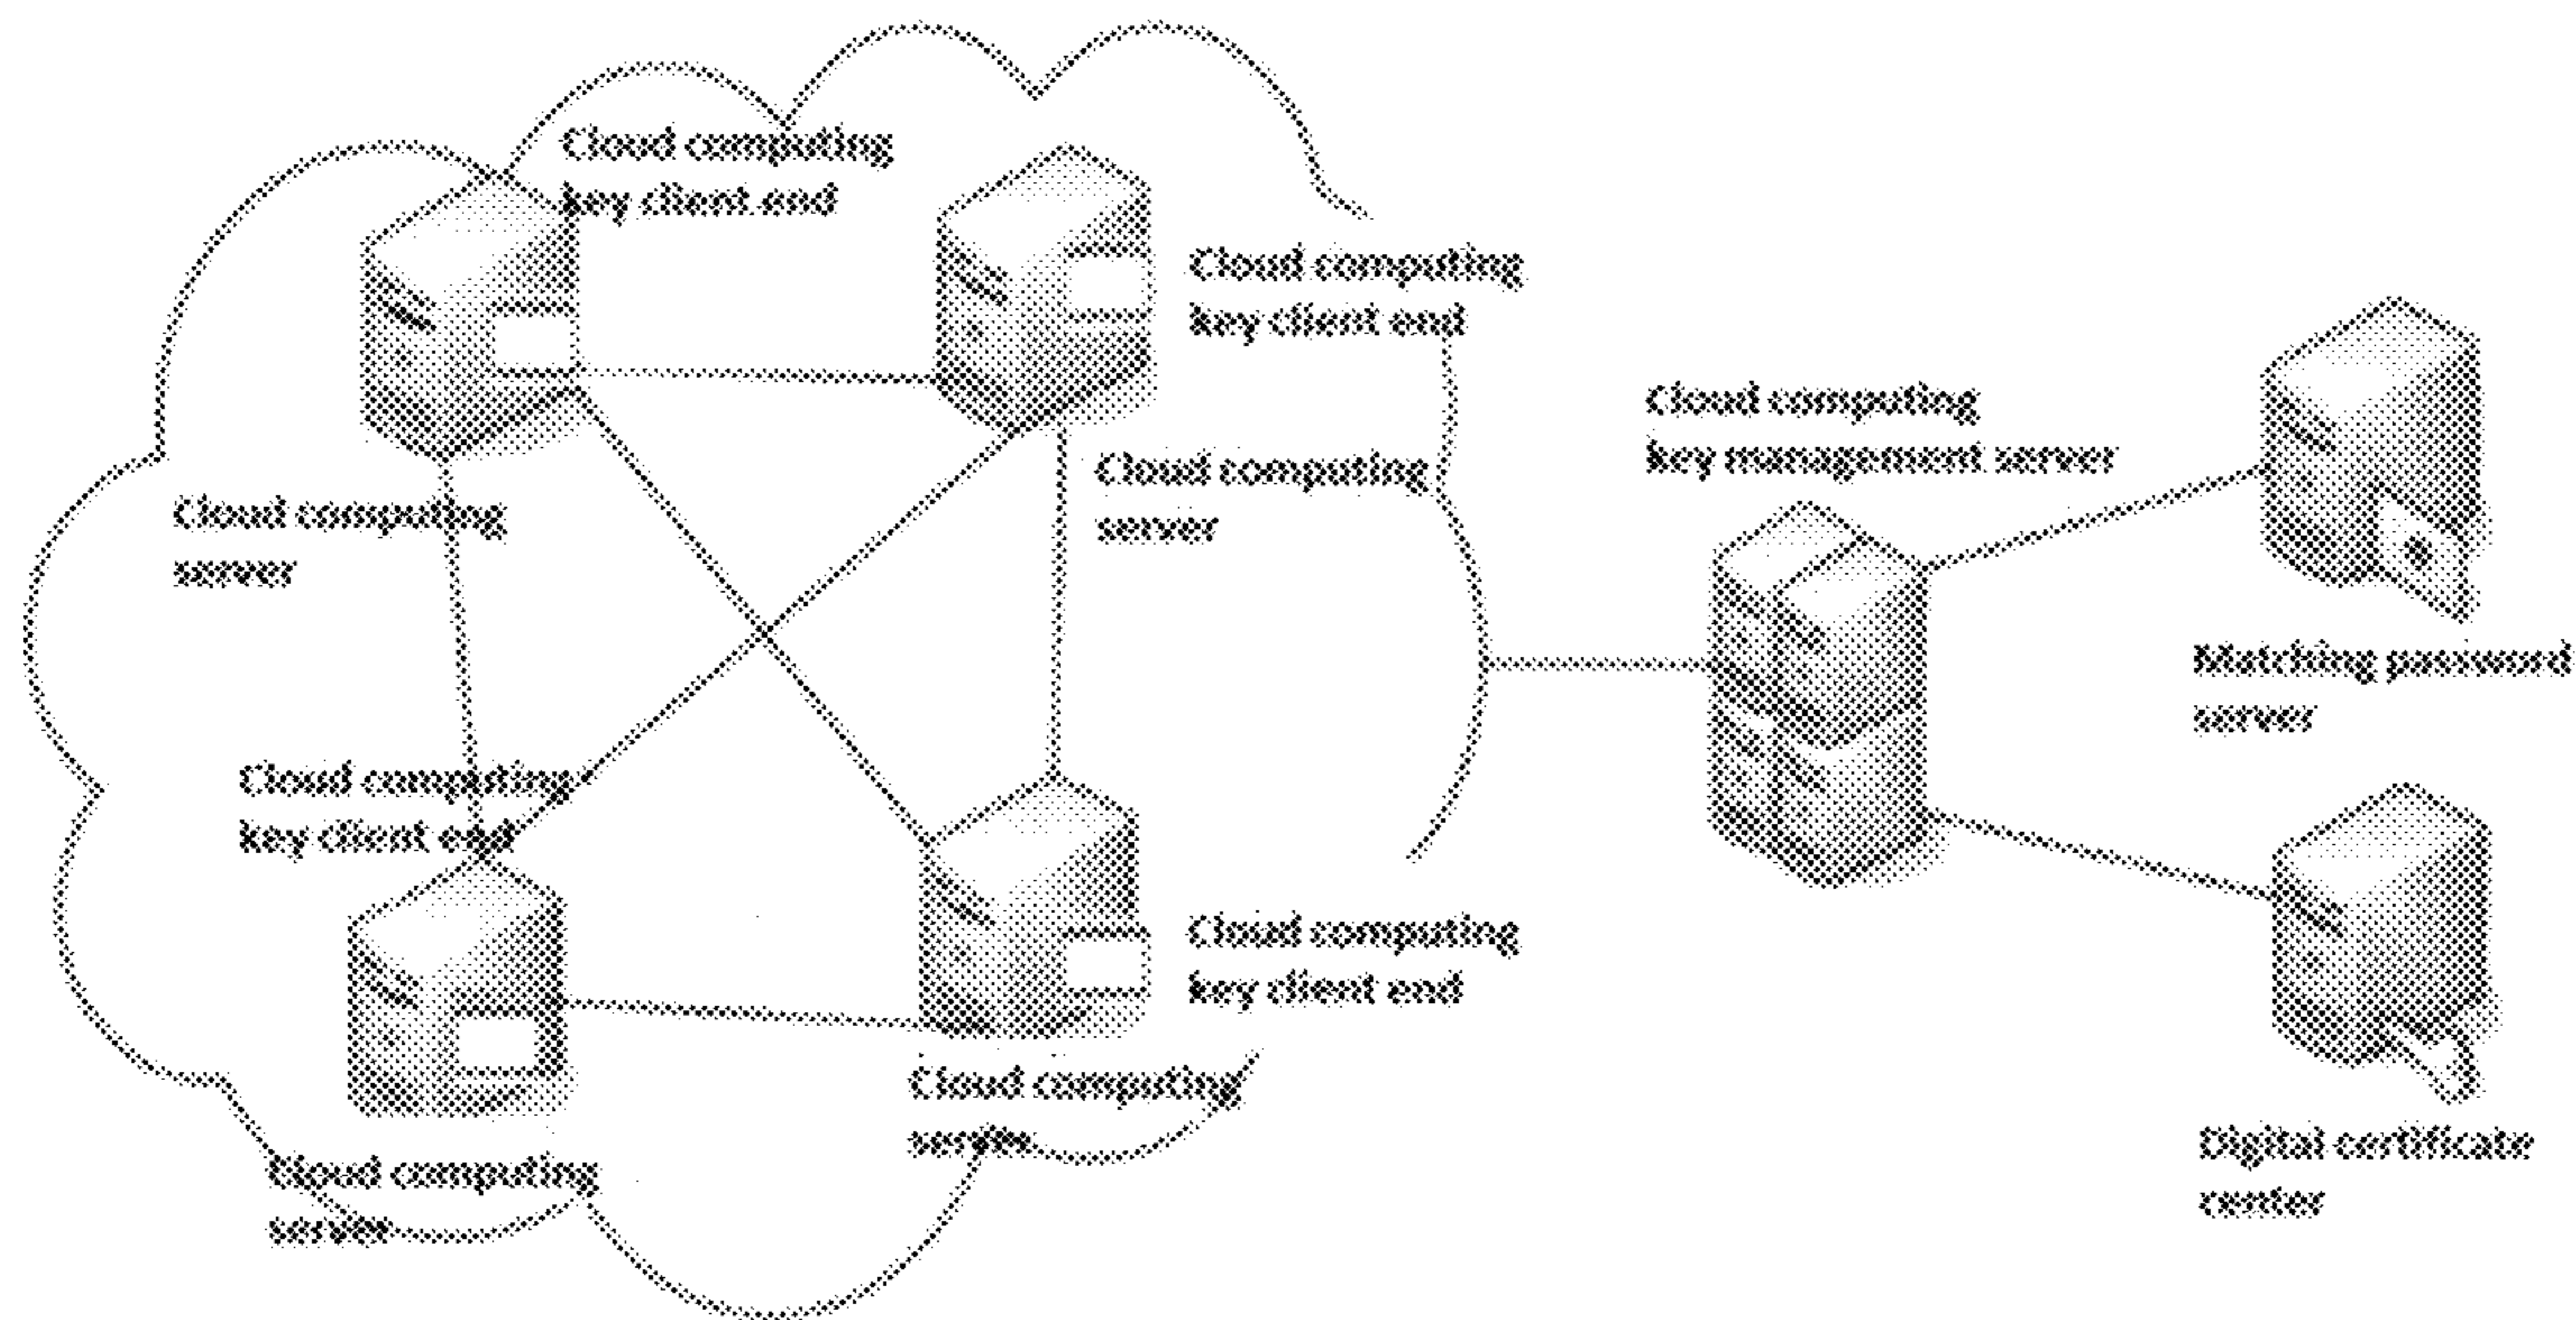 Cloud computing
key client end
Cloud computing
key client end
Cloud computing
key management server
Cloud computing
server
Cloud computing
server
Matching password
server
Cloud computing
key client end
Cloud computing
key client end
Cloud computing
server
Digital certificate
center
Cloud computing
server